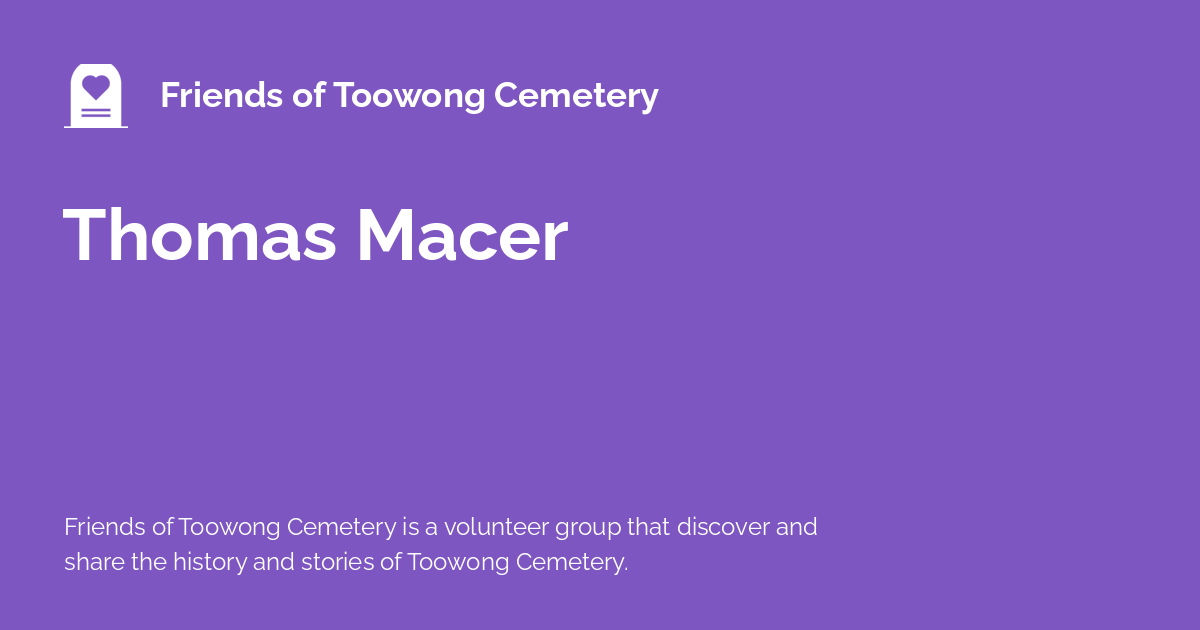 Friends of Toowong Cemetery
Thomas Macer
Friends of Toowong Cemetery is a volunteer group that discover and
share the history and stories of Toowong Cemetery.